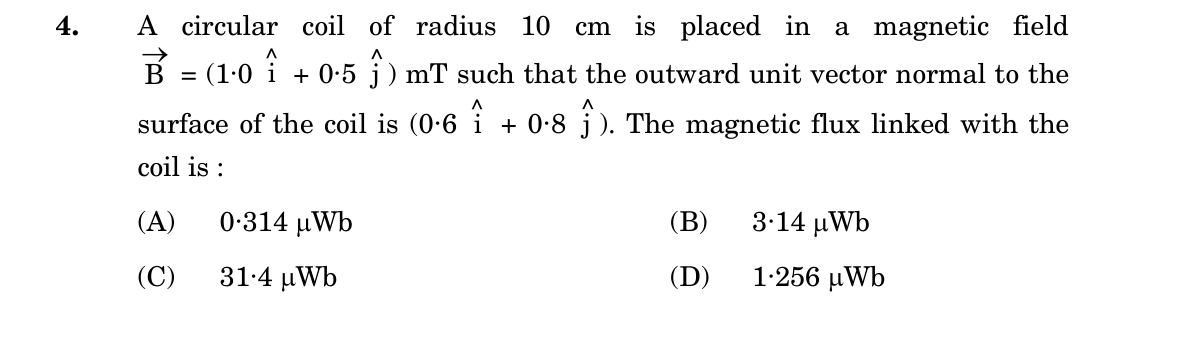 4. A circular coil of radius 10 cm is placed in a magnetic field
B⃗ = (1·0 î + 0·5 ĵ) mT such that the outward unit vector normal to the
surface of the coil is (0·6 î + 0·8 ĵ). The magnetic flux linked with the
coil is :
(A) 0·314 μWb (B) 3·14 μWb
(C) 31·4 μWb (D) 1·256 μWb